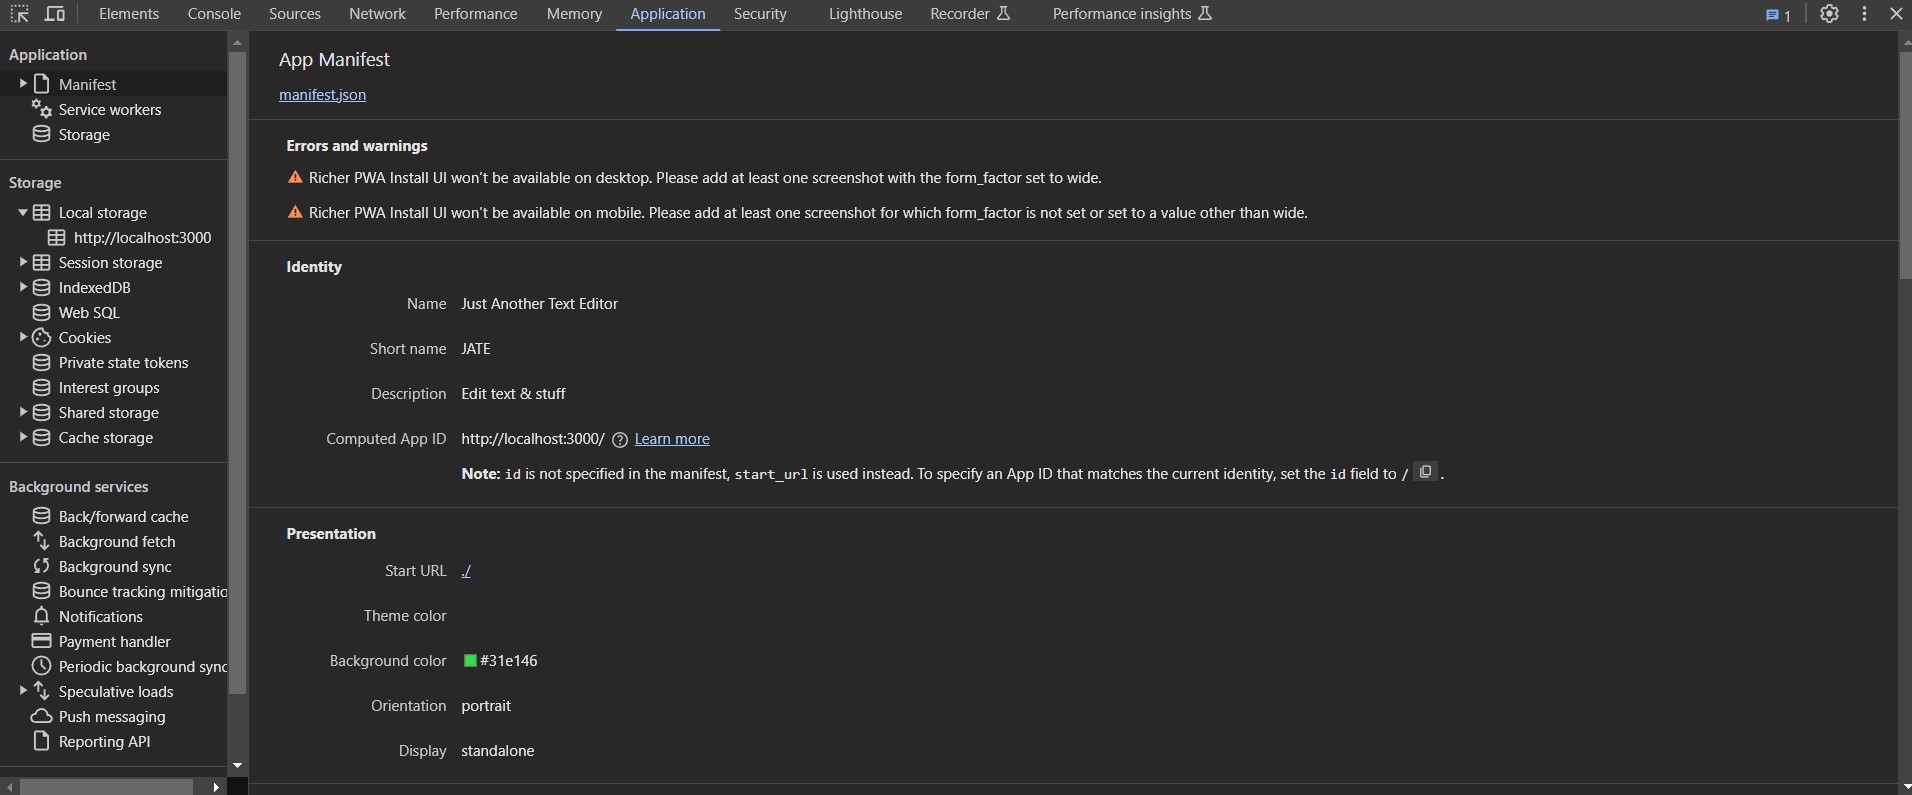 Elements Console Sources Network Performance Memory Application Security Lighthouse Recorder Performance insights 1
Application
Manifest
Service workers
Storage
Storage
Local storage
http://localhost:3000
Session storage
IndexedDB
Web SQL
Cookies
Private state tokens
Interest groups
Shared storage
Cache storage
Background services
Back/forward cache
Background fetch
Background sync
Bounce tracking mitigatio
Notifications
Payment handler
Periodic background sync
Speculative loads
Push messaging
Reporting API
App Manifest
manifest.json
Errors and warnings
Richer PWA Install UI won’t be available on desktop. Please add at least one screenshot with the form_factor set to wide.
Richer PWA Install UI won’t be available on mobile. Please add at least one screenshot for which form_factor is not set or set to a value other than wide.
Identity
Name Just Another Text Editor
Short name JATE
Description Edit text & stuff
Computed App ID http://localhost:3000/ ? Learn more
Note: id is not specified in the manifest, start_url is used instead. To specify an App ID that matches the current identity, set the id field to / .
Presentation
Start URL ./
Theme color
Background color #31e146
Orientation portrait
Display standalone